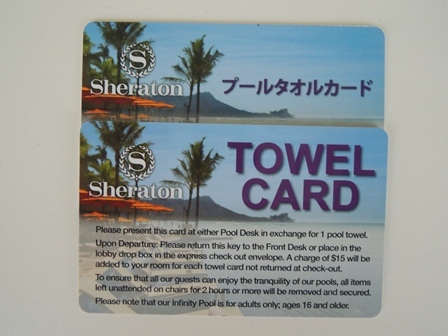 S
Sheraton
プールタオルカード
S
Sheraton
TOWEL
CARD
Please present this card at either Pool Desk in exchange for 1 pool towel.
Upon Departure: Please return this key to the Front Desk or place in the
lobby drop box in the express check out envelope. A charge of $15 will be
added to your room for each towel card not returned at check-out.
To ensure that all our guests can enjoy the tranquility of our pools, all items
left unattended on chairs for 2 hours or more will be removed and secured.
Please note that our Infinity Pool is for adults only; ages 16 and older.